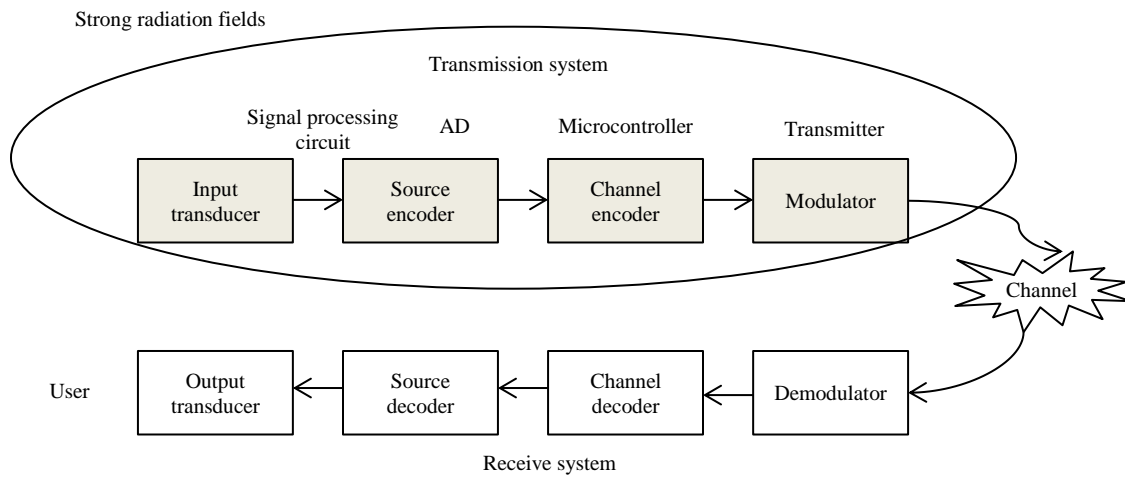 Strong radiation fields
Transmission system
Signal processing
circuit
AD
Microcontroller
Transmitter
Input
transducer
Source
encoder
Channel
encoder
Modulator
Channel
User
Output
transducer
Source
decoder
Channel
decoder
Demodulator
Receive system